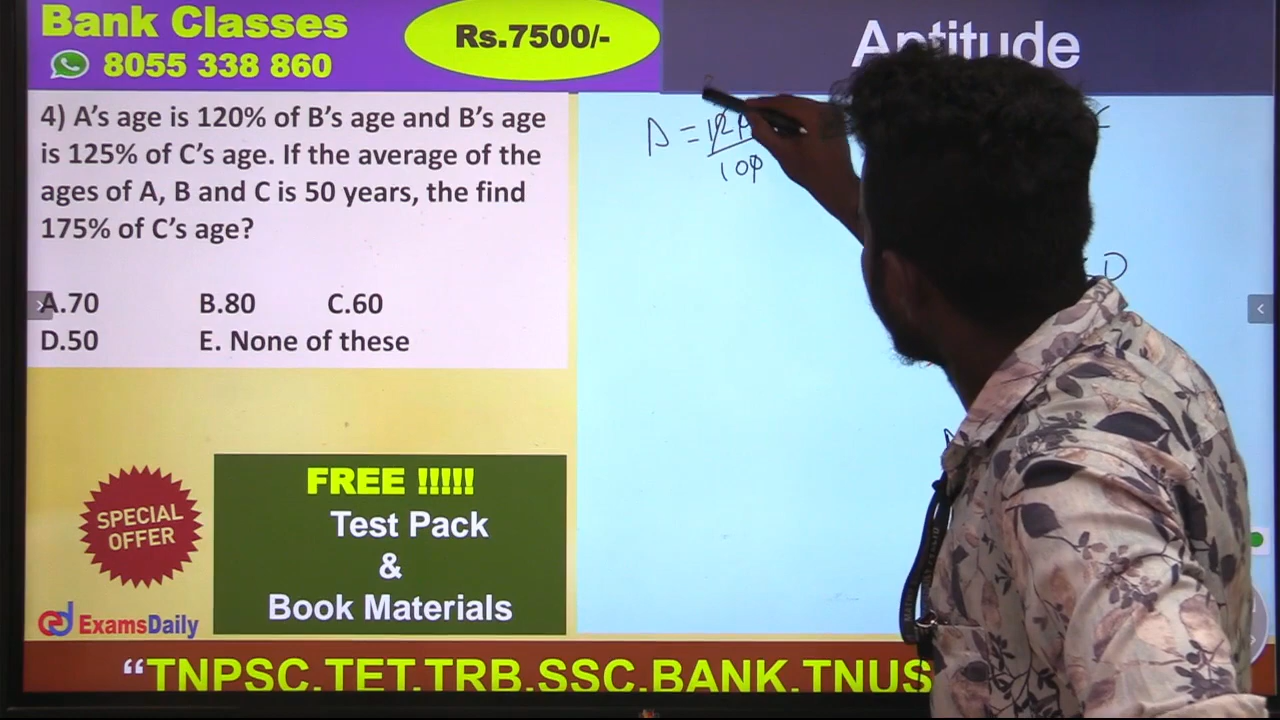 Bank Classes
8055 338 860
Rs.7500/-
Aptitude
4) A’s age is 120% of B’s age and B’s age
is 125% of C’s age. If the average of the
ages of A, B and C is 50 years, the find
175% of C’s age?
A.70 B.80 C.60
D.50 E. None of these
SPECIAL
OFFER
FREE !!!!!
Test Pack
&
Book Materials
ExamsDaily
“TNPSC.TET.TRB.SSC.BANK.TNUS